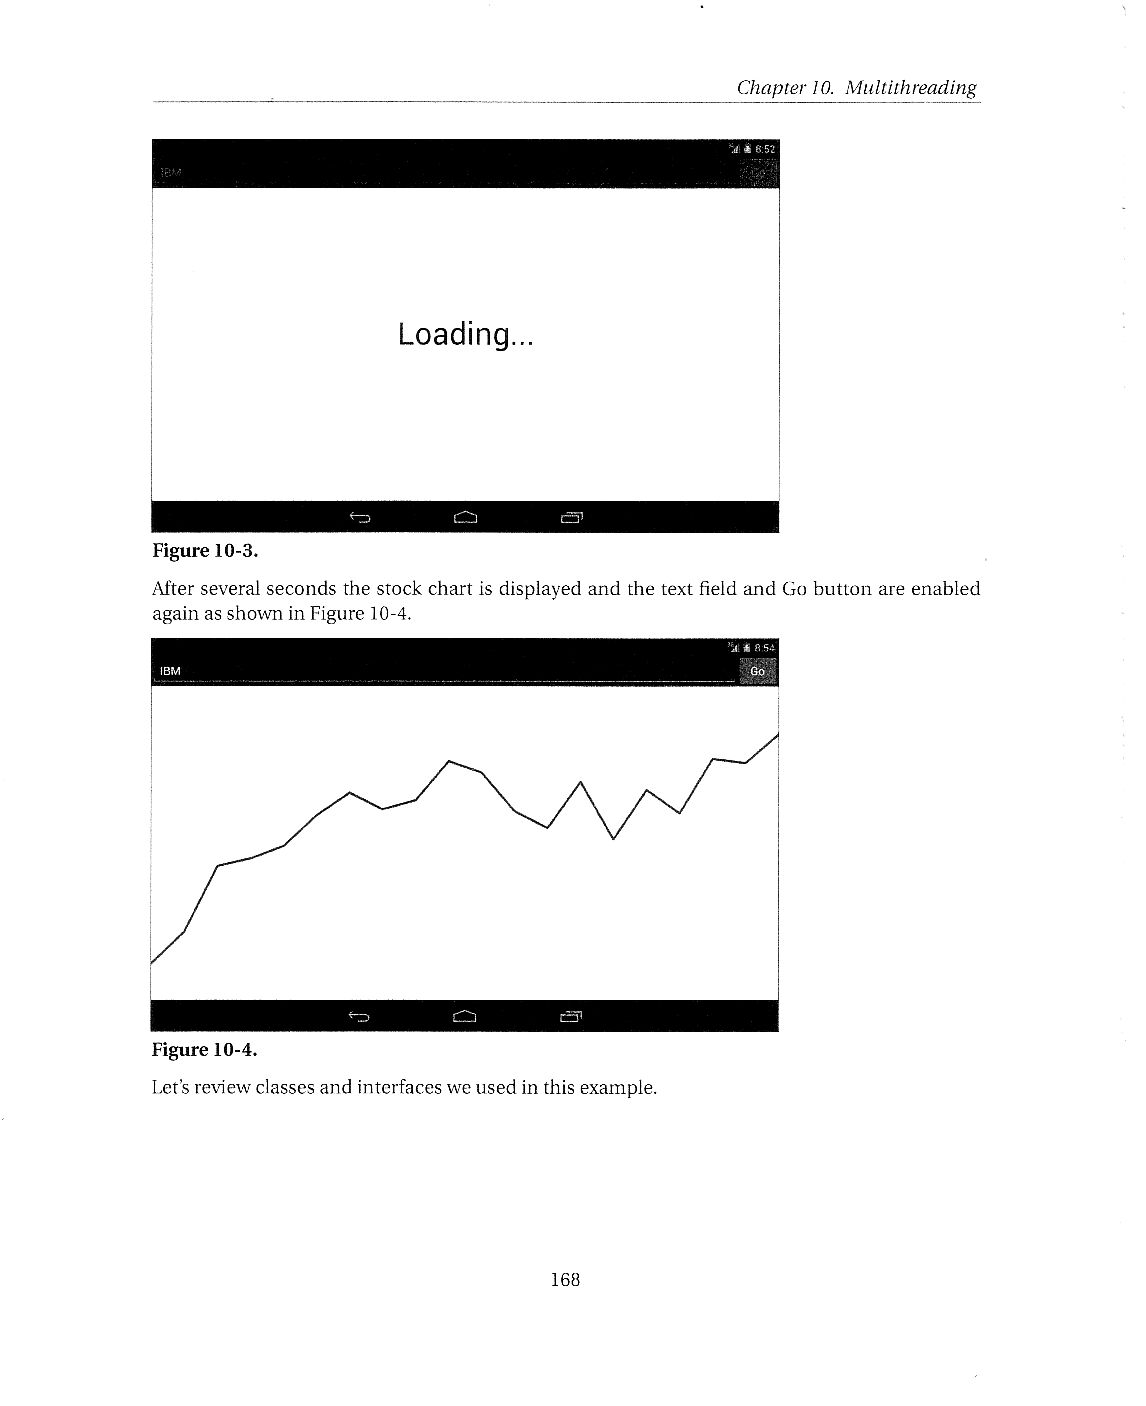 Chapter 10. Multithreading
8:52
IBM
Go
Loading...
Figure 10-3.
After several seconds the stock chart is displayed and the text field and Go button are enabled
again as shown in Figure 10-4.
8:54
IBM
Go
Figure 10-4.
Let's review classes and interfaces we used in this example.
168